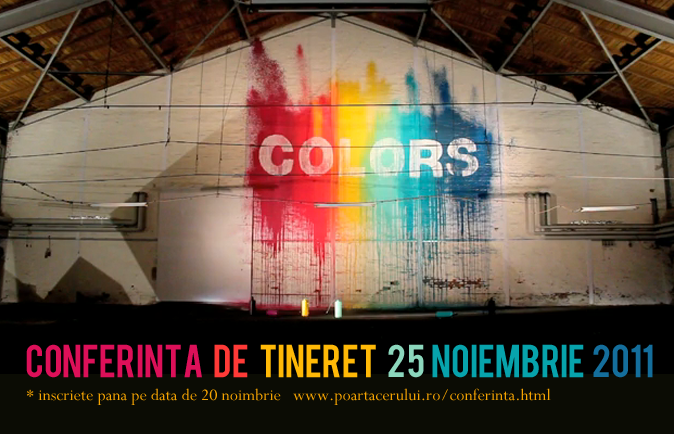 COLORS
CONFERINTA DE TINERET 25 NOIEMBRIE 2011
* inscriete pana pe data de 20 noimbrie www.poartacerului.ro/conferinta.html